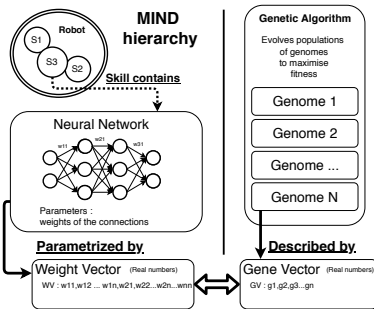 Robot
S1
S3
S2
MIND
hierarchy
Skill contains
Neural Network
w11
w21
w31
Parameters :
weights of the connections
Parametrized by
Weight Vector (Real numbers)
WV : w11,w12 ... w1n,w21,w22...w2n...wnn
Genetic Algorithm
Evolves populations
of genomes
to maximise
fitness
Genome 1
Genome 2
Genome ...
Genome N
Described by
Gene Vector (Real numbers)
GV : g1,g2,g3...gn